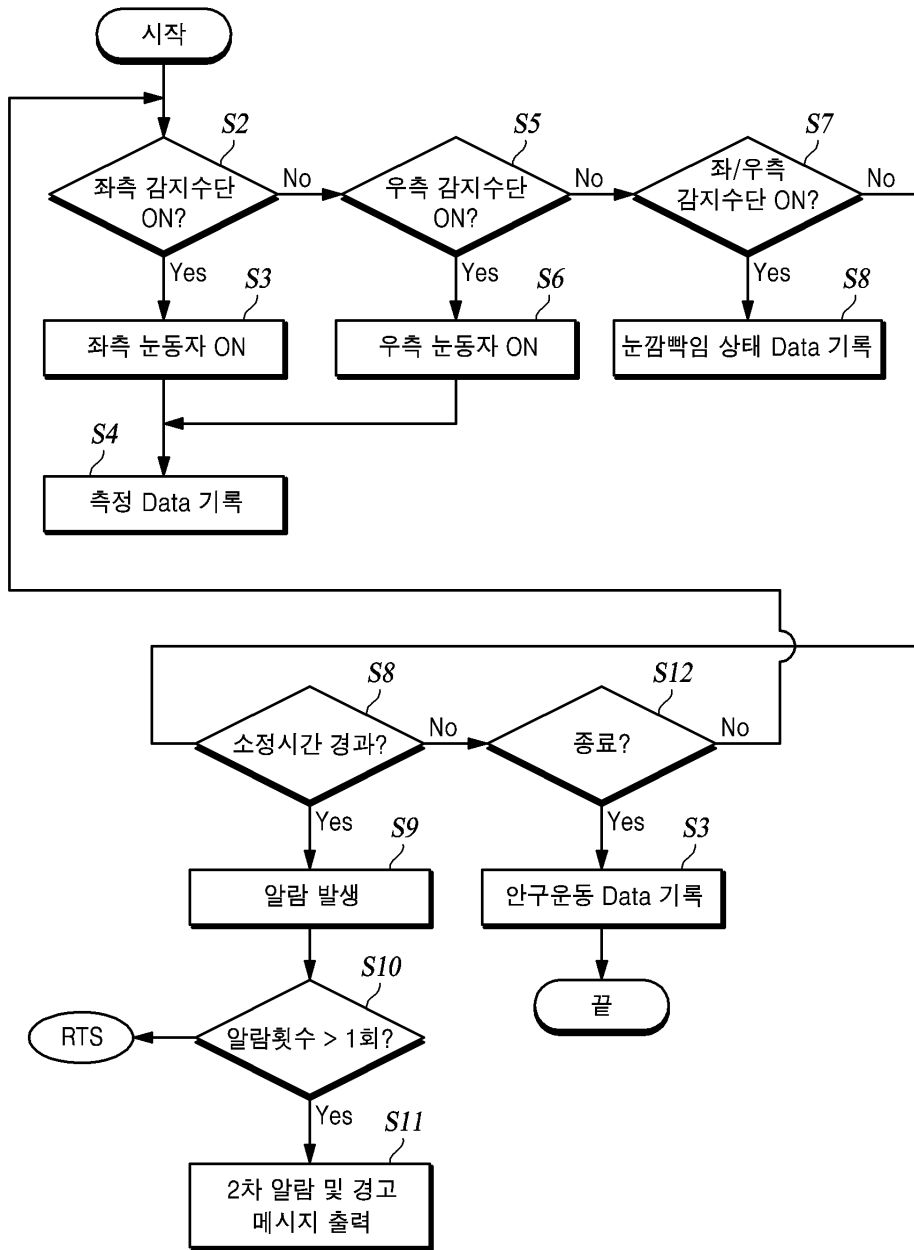 시작
S2
좌측 감지수단
ON?
No
Yes
S5
우측 감지수단
ON?
No
Yes
S7
좌/우측
감지수단 ON?
No
Yes
S3
좌측 눈동자 ON
S6
우측 눈동자 ON
S8
눈깜빡임 상태 Data 기록
S4
측정 Data 기록
S8
소정시간 경과?
No
Yes
S12
종료?
No
Yes
S9
알람 발생
S3
안구운동 Data 기록
S10
알람횟수 > 1회?
Yes
RTS
끝
S11
2차 알람 및 경고
메시지 출력